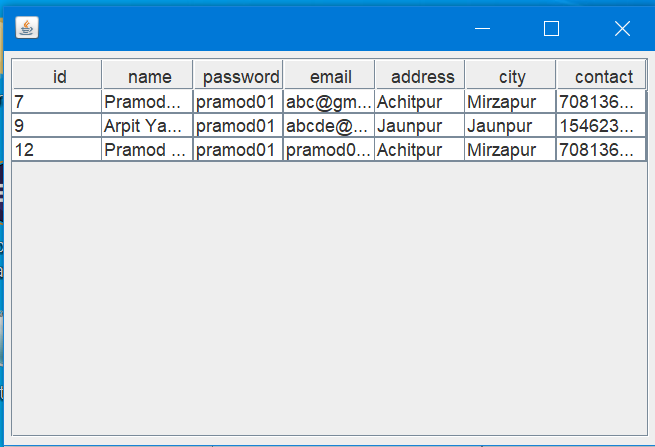 id name password email address city contact
7 Pramod... pramod01 abc@gm... Achitpur Mirzapur 708136...
9 Arpit Ya... pramod01 abcde@... Jaunpur Jaunpur 154623...
12 Pramod ... pramod01 pramod0... Achitpur Mirzapur 708136...